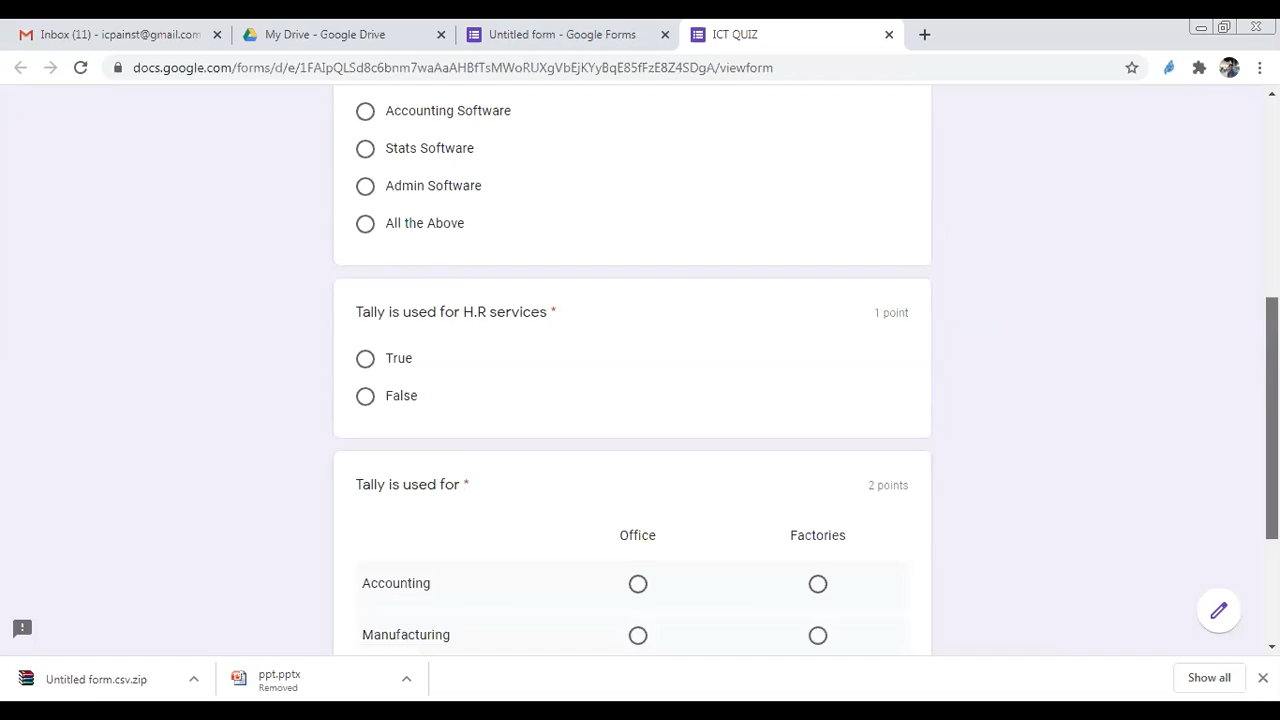 Inbox (11) - icpainst@gmail.com
My Drive - Google Drive
Untitled form - Google Forms
ICT QUIZ
docs.google.com/forms/d/e/1FAIpQLSd8c6bnm7waAaAHBfTsMWoRUXgVbEjKYyBqE85fFzE8Z4SDgA/viewform
Accounting Software
Stats Software
Admin Software
All the Above
Tally is used for H.R services *
1 point
True
False
Tally is used for *
2 points
Office Factories
Accounting
Manufacturing
Untitled form.csv.zip
ppt.pptx
Removed
Show all